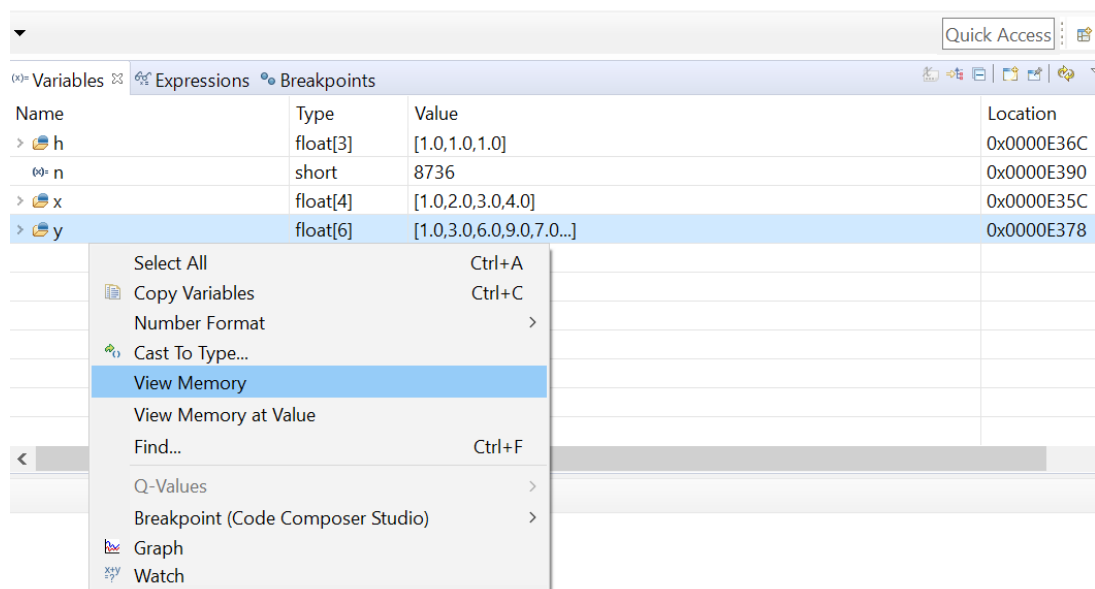 Quick Access
(x)= Variables Expressions Breakpoints
Name Type Value Location
h float[3] [1.0,1.0,1.0] 0x0000E36C
(x)= n short 8736 0x0000E390
x float[4] [1.0,2.0,3.0,4.0] 0x0000E35C
y float[6] [1.0,3.0,6.0,9.0,7.0...] 0x0000E378
Select All Ctrl+A
Copy Variables Ctrl+C
Number Format
Cast To Type...
View Memory
View Memory at Value
Find... Ctrl+F
Q-Values
Breakpoint (Code Composer Studio)
Graph
x+y =? Watch